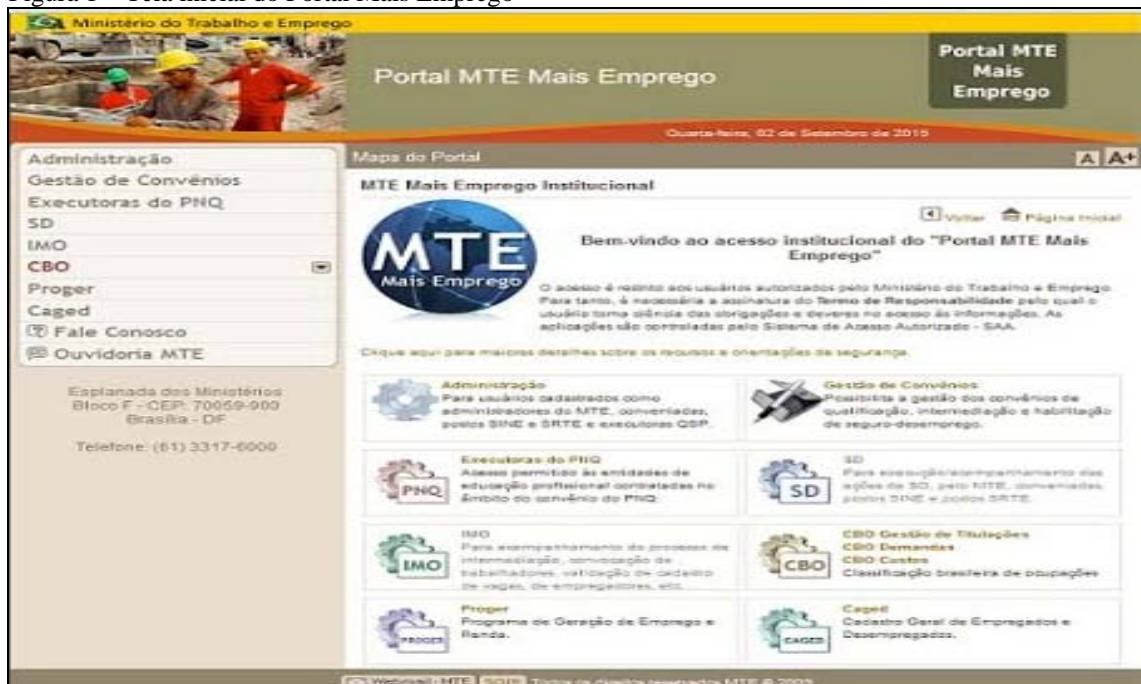 Figura 1 – Tela inicial do Portal Mais Emprego
Ministério do Trabalho e Emprego
Portal MTE Mais Emprego
Portal MTE
Mais
Emprego
Quarta-feira, 02 de Setembro de 2015
Administração
Gestão de Convênios
Executoras do PNQ
SD
IMO
CBO
Proger
Caged
Fale Conosco
Ouvidoria MTE
Esplanada dos Ministérios
Bloco F - CEP: 70059-900
Brasília - DF
Telefone: (61) 3317-6000
Mapa do Portal
A A+
MTE Mais Emprego Institucional
Voltar Página Inicial
MTE
Mais Emprego
Bem-vindo ao acesso institucional do "Portal MTE Mais
Emprego"
O acesso é restrito aos usuários autorizados pelo Ministério do Trabalho e Emprego.
Para tanto, é necessária a assinatura do Termo de Responsabilidade pelo qual o
usuário toma ciência das obrigações e deveres no acesso às informações. As
aplicações são controladas pelo Sistema de Acesso Autorizado - SAA.
Clique aqui para maiores detalhes sobre os recursos e orientações de segurança.
Administração
Para usuários cadastrados como
administradores do MTE, conveniadas,
postos SINE e SRTE e executoras QSP.
Gestão de Convênios
Possibilita a gestão dos convênios de
qualificação, intermediação e habilitação
de seguro-desemprego.
PNQ
Executoras do PNQ
Acesso permitido às entidades de
educação profissional contratadas no
âmbito do convênio do PNQ.
SD
SD
Para execução/acompanhamento das
ações de SD, pelo MTE, conveniadas,
postos SINE e postos SRTE.
IMO
IMO
Para acompanhamento do processo de
intermediação, convocação de
trabalhadores, validação de cadastro
de vagas, de empregadores, etc.
CBO
CBO Gestão de Titulações
CBO Demandas
CBO Custos
Classificação brasileira de ocupações
PROGER
Proger
Programa de Geração de Emprego e
Renda.
CAGED
Caged
Cadastro Geral de Empregados e
Desempregados.
Webmail MTE Todos os direitos reservados MTE © 2009